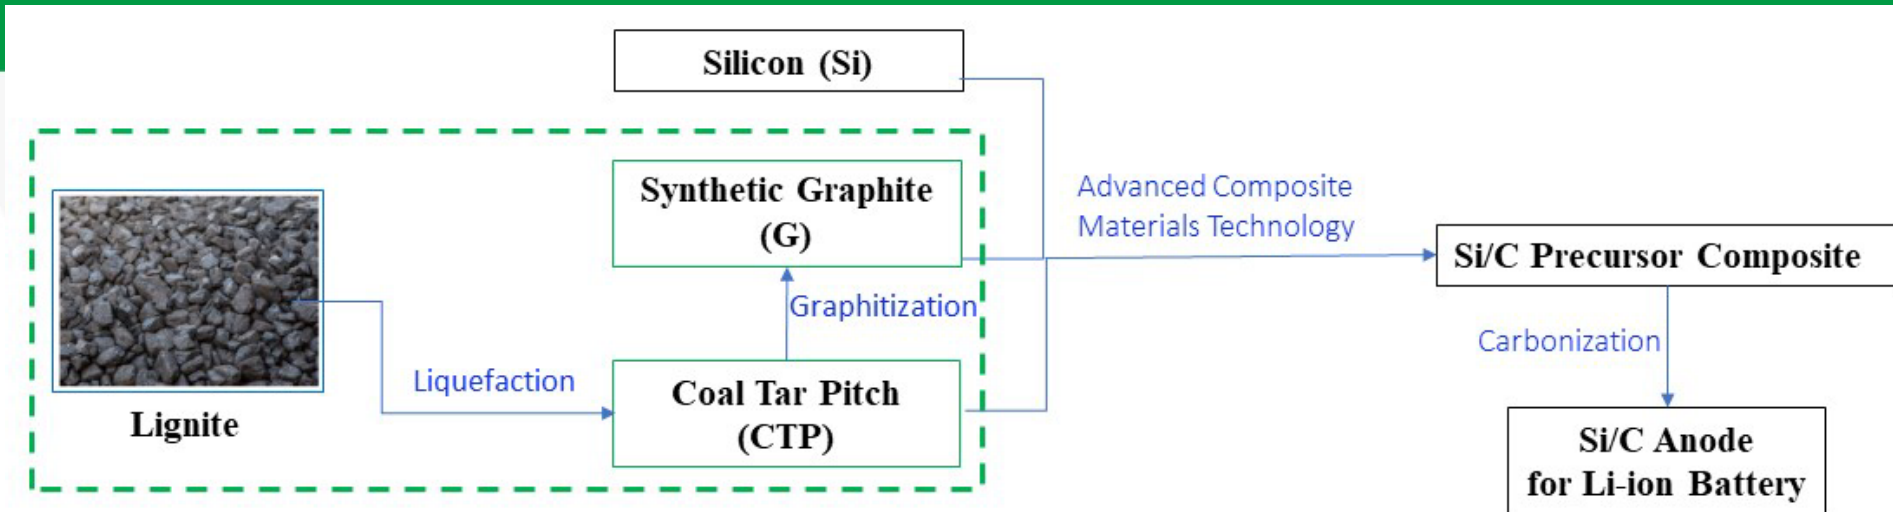 Silicon (Si)
Synthetic Graphite
(G)
Advanced Composite
Materials Technology
Si/C Precursor Composite
Graphitization
Carbonization
Liquefaction
Coal Tar Pitch
(CTP)
Lignite
Si/C Anode
for Li-ion Battery